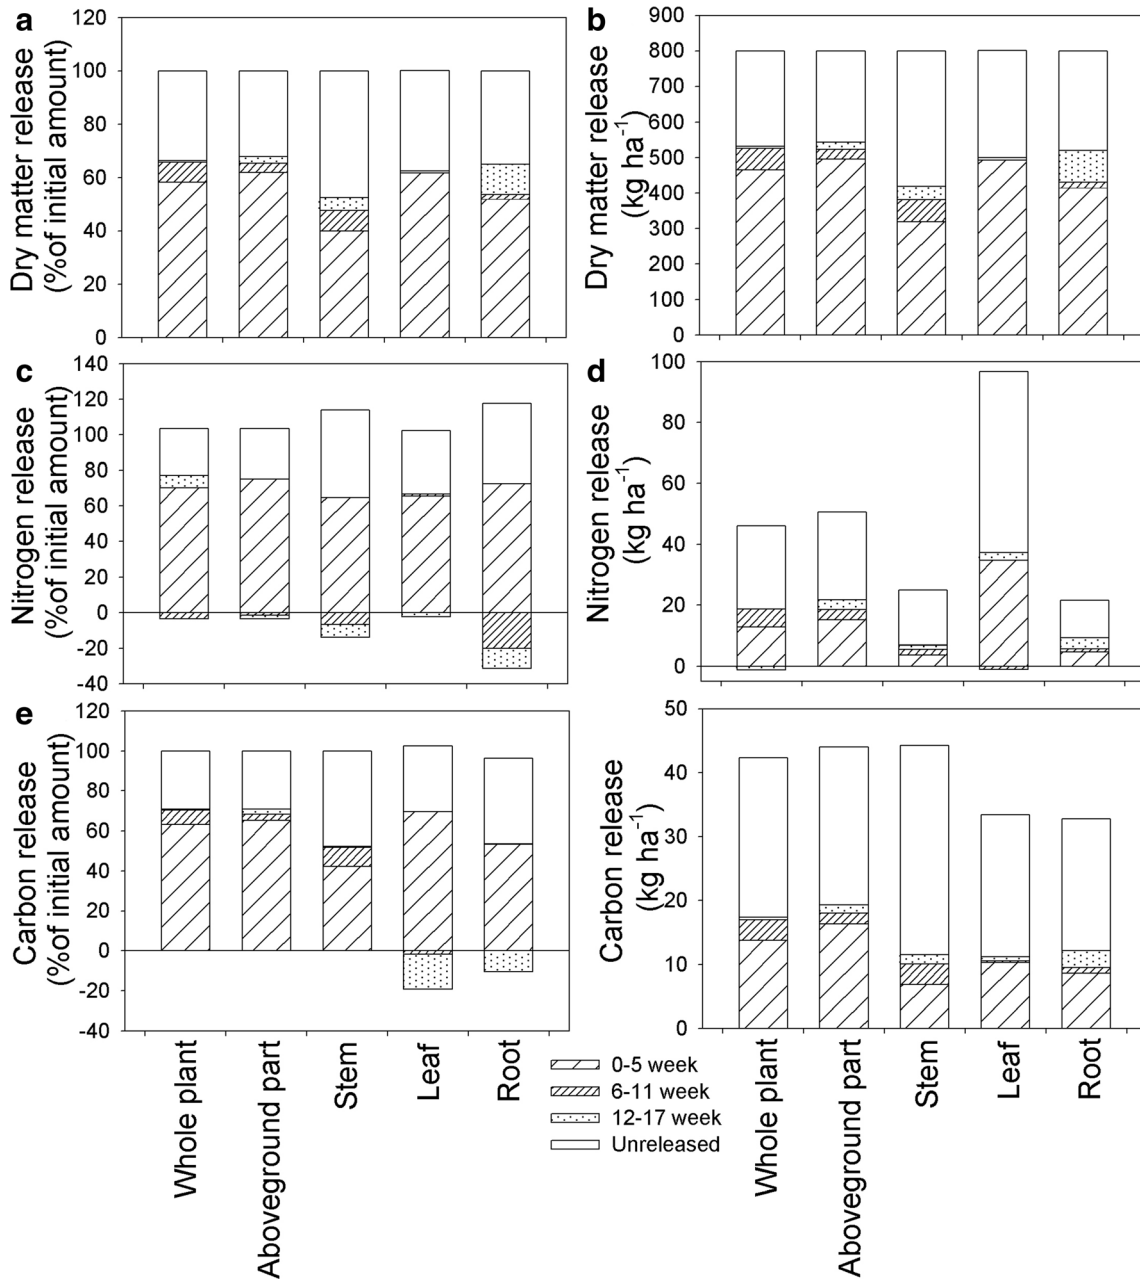 a
Dry matter release
(%of initial amount)
120
100
80
60
40
20
0
b
Dry matter release
(kg ha⁻¹)
900
800
700
600
500
400
300
200
100
0
c
Nitrogen release
(%of initial amount)
140
120
100
80
60
40
20
0
-20
-40
d
Nitrogen release
(kg ha⁻¹)
100
80
60
40
20
0
e
Carbon release
(%of initial amount)
120
100
80
60
40
20
0
-20
-40
Carbon release
(kg ha⁻¹)
50
40
30
20
10
0
Whole plant
Aboveground part
Stem
Leaf
Root
0-5 week
6-11 week
12-17 week
Unreleased
Whole plant
Aboveground part
Stem
Leaf
Root